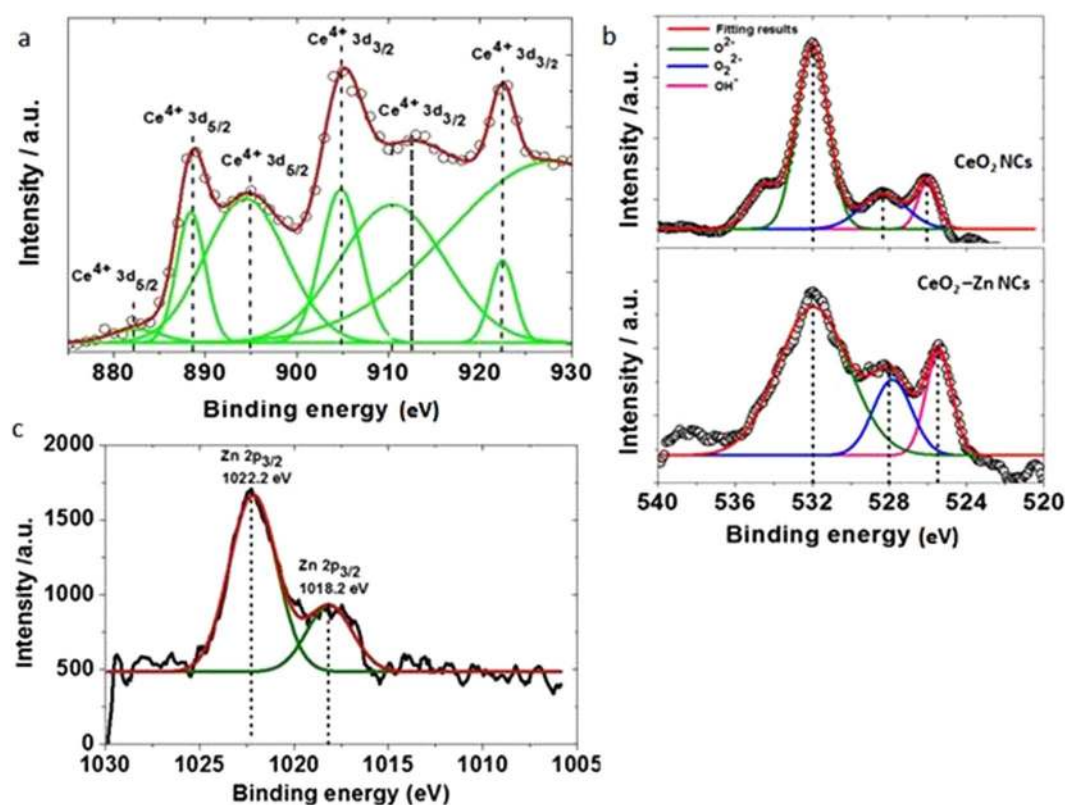 a
Ce⁴⁺ 3d₃/₂
Ce⁴⁺ 3d₃/₂
Ce⁴⁺ 3d₃/₂
Ce⁴⁺ 3d₅/₂
Ce⁴⁺ 3d₅/₂
Ce⁴⁺ 3d₅/₂
Intensity / a.u.
880 890 900 910 920 930
Binding energy (eV)
b
Fitting results
O²⁻
O₂²⁻
OH⁻
CeO₂ NCs
Intensity /a.u.
CeO₂–Zn NCs
Intensity / a.u.
540 536 532 528 524 520
Binding energy (eV)
c
2000
1500
1000
500
0
Zn 2p₃/₂
1022.2 eV
Zn 2p₃/₂
1018.2 eV
Intensity /a.u.
1030 1025 1020 1015 1010 1005
Binding energy (eV)